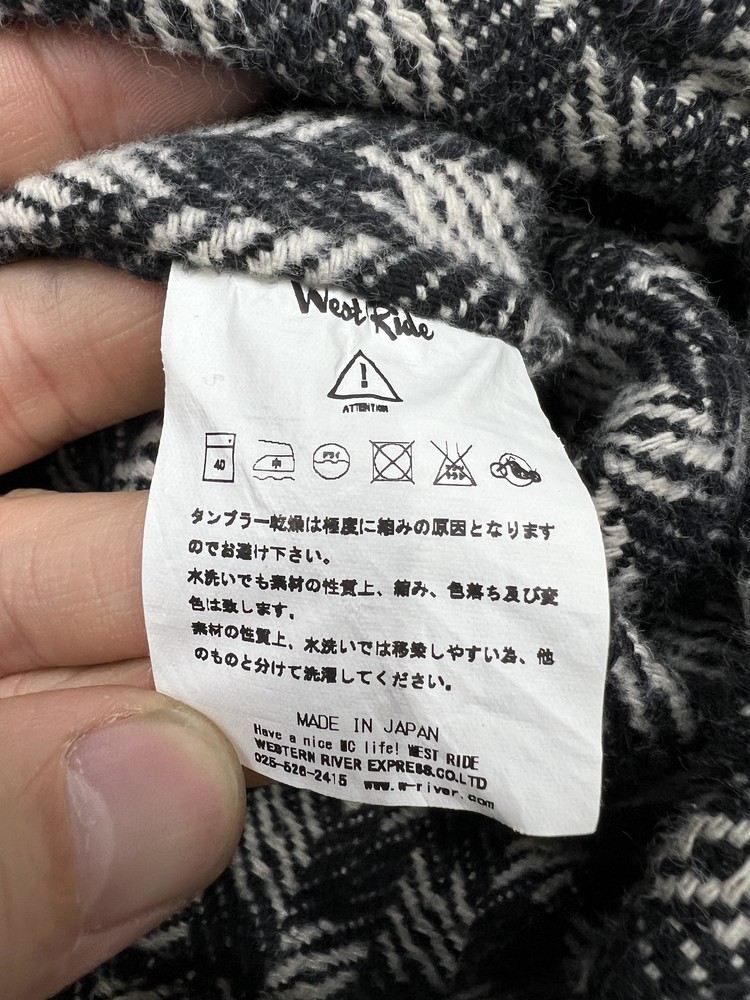 West Ride
ATTENTION
40
中
ドライ
タンブラー乾燥は極度に縮みの原因となります
のでお避け下さい。
水洗いでも素材の性質上、縮み、色落ち及び変
色は致します。
素材の性質上、水洗いでは移染しやすい為、他
のものと分けて洗濯してください。
MADE IN JAPAN
Have a nice MC life! WEST RIDE
WESTERN RIVER EXPRESS.CO.LTD
025-526-2415 www.w-river.com